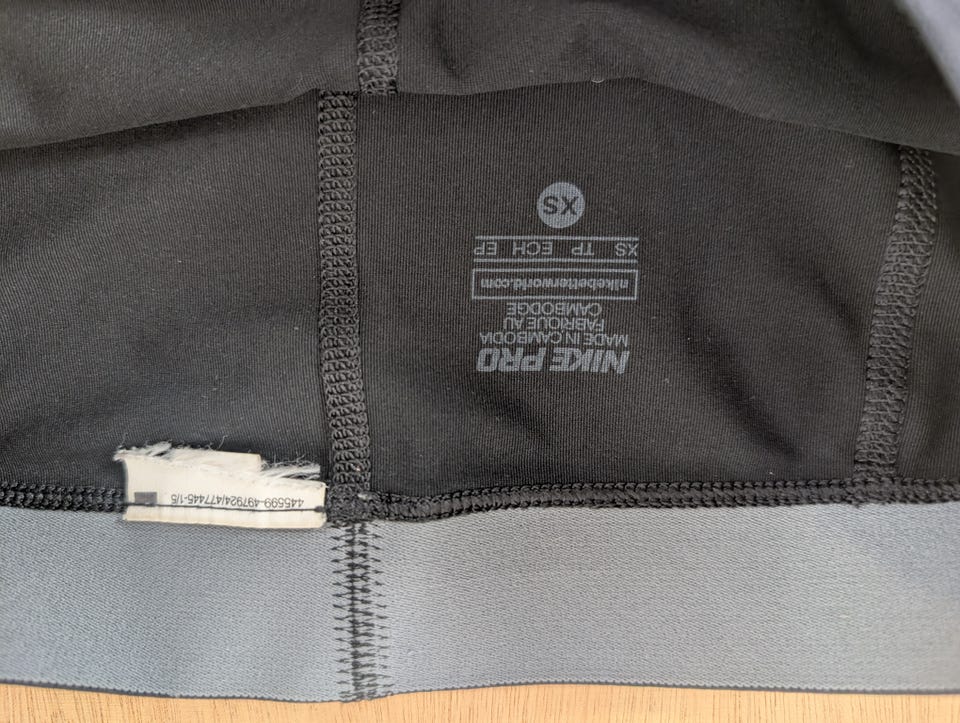 NIKE PRO
MADE IN CAMBODIA
FABRIQUE AU
CAMBODGE
nikebetterworld.com
XS TP ECH EP
XS
445599-497924/477445-1/5